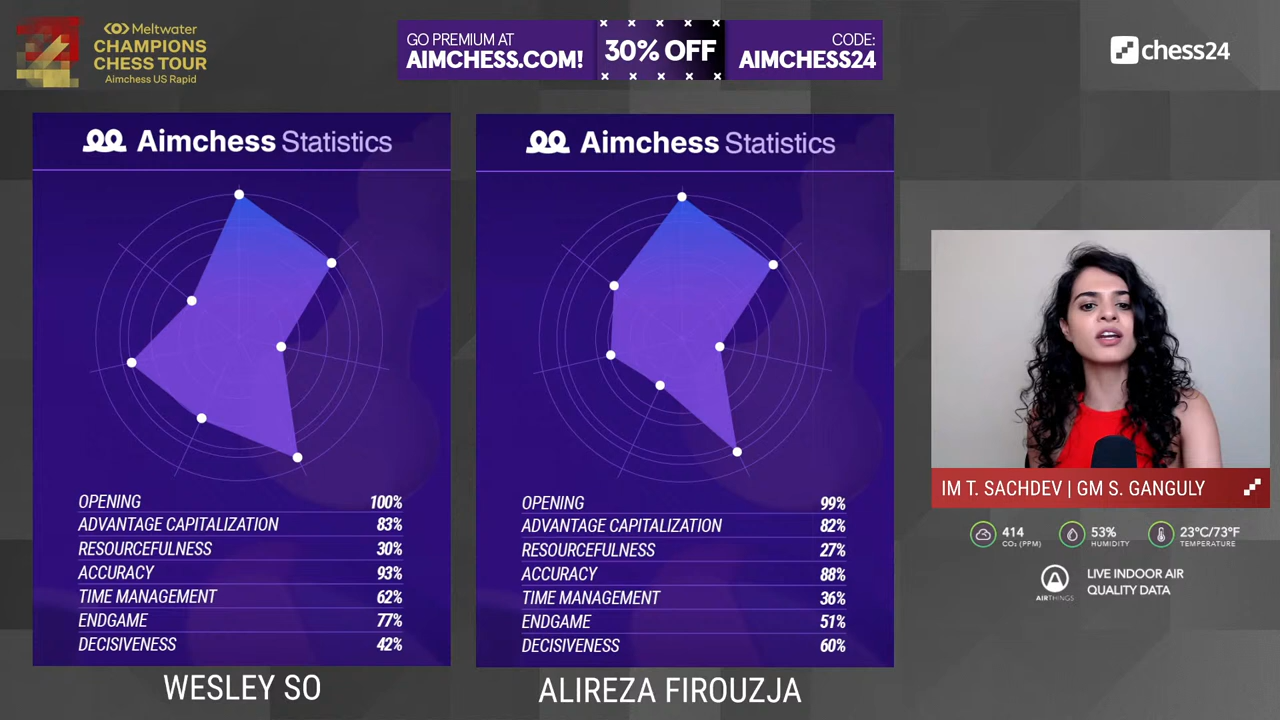 Meltwater
CHAMPIONS
CHESS TOUR
Aimchess US Rapid
GO PREMIUM AT
AIMCHESS.COM!
30% OFF
CODE:
AIMCHESS24
chess24
Aimchess Statistics
OPENING 100%
ADVANTAGE CAPITALIZATION 83%
RESOURCEFULNESS 30%
ACCURACY 93%
TIME MANAGEMENT 62%
ENDGAME 77%
DECISIVENESS 42%
WESLEY SO
Aimchess Statistics
OPENING 99%
ADVANTAGE CAPITALIZATION 82%
RESOURCEFULNESS 27%
ACCURACY 88%
TIME MANAGEMENT 36%
ENDGAME 51%
DECISIVENESS 60%
ALIREZA FIROUZJA
IM T. SACHDEV | GM S. GANGULY
414
CO₂ (PPM)
53%
HUMIDITY
23°C/73°F
TEMPERATURE
AIRTHINGS
LIVE INDOOR AIR
QUALITY DATA